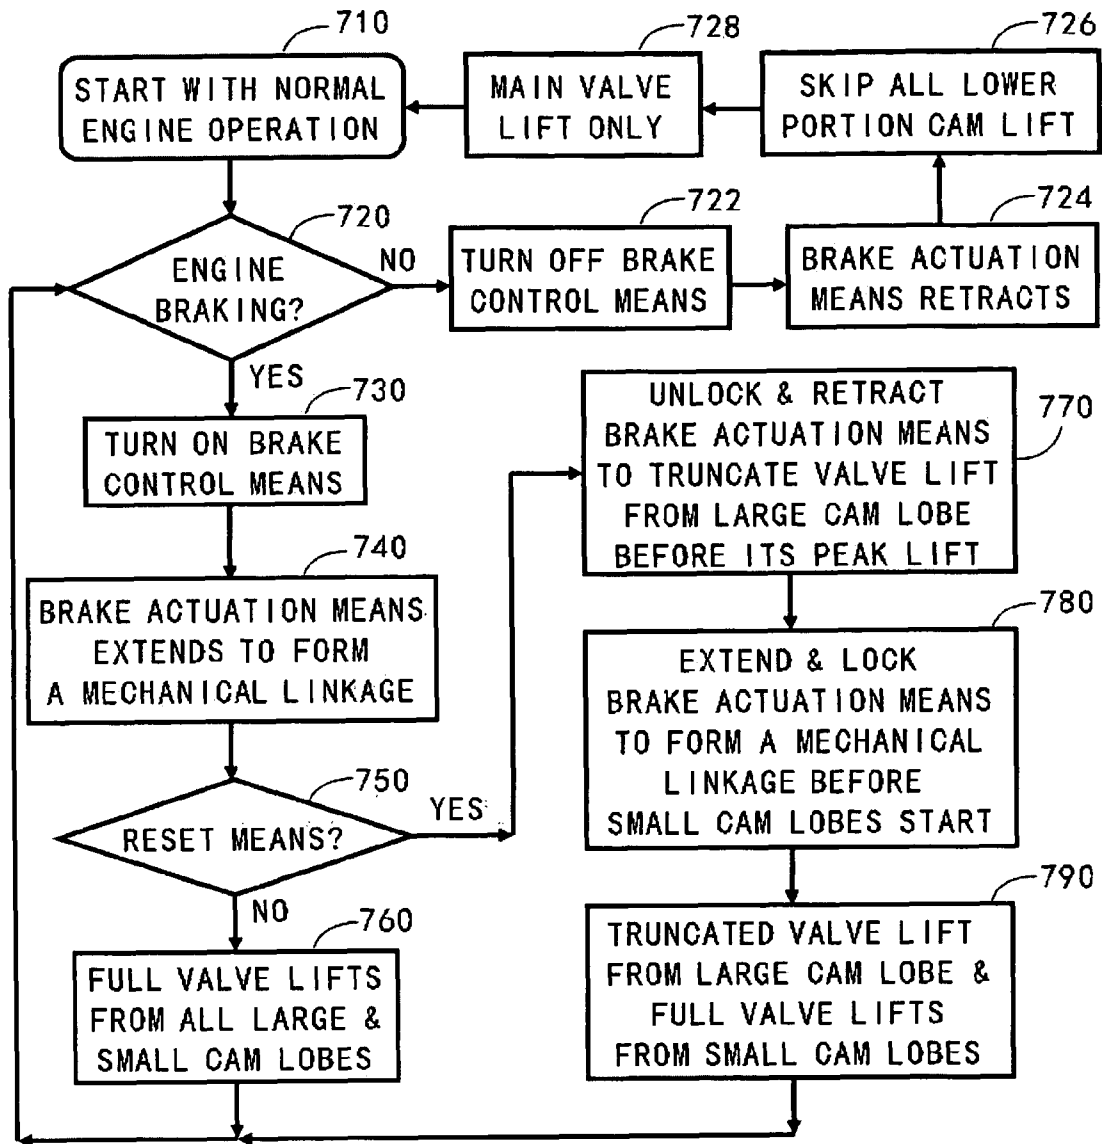 710
START WITH NORMAL
ENGINE OPERATION
728
MAIN VALVE
LIFT ONLY
726
SKIP ALL LOWER
PORTION CAM LIFT
720
ENGINE
BRAKING?
NO
722
TURN OFF BRAKE
CONTROL MEANS
724
BRAKE ACTUATION
MEANS RETRACTS
YES
730
TURN ON BRAKE
CONTROL MEANS
740
BRAKE ACTUATION MEANS
EXTENDS TO FORM
A MECHANICAL LINKAGE
750
RESET MEANS?
YES
NO
760
FULL VALVE LIFTS
FROM ALL LARGE &
SMALL CAM LOBES
770
UNLOCK & RETRACT
BRAKE ACTUATION MEANS
TO TRUNCATE VALVE LIFT
FROM LARGE CAM LOBE
BEFORE ITS PEAK LIFT
780
EXTEND & LOCK
BRAKE ACTUATION MEANS
TO FORM A MECHANICAL
LINKAGE BEFORE
SMALL CAM LOBES START
790
TRUNCATED VALVE LIFT
FROM LARGE CAM LOBE &
FULL VALVE LIFTS
FROM SMALL CAM LOBES